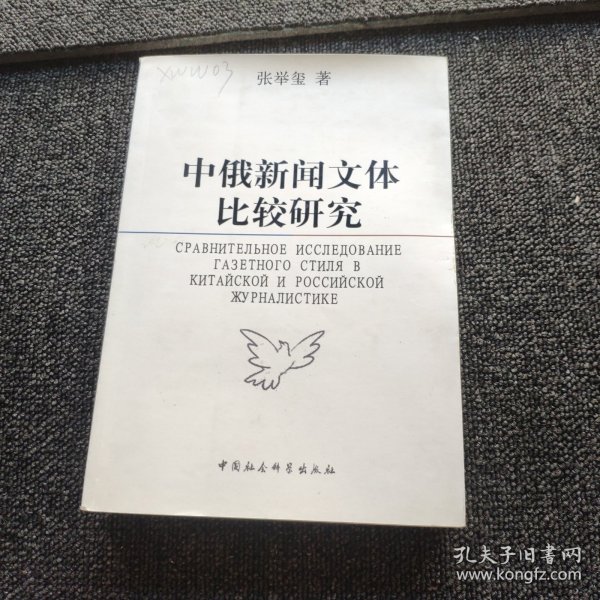 XWW03
张举玺 著
中俄新闻文体
比较研究
СРАВНИТЕЛЬНОЕ ИССЛЕДОВАНИЕ
ГАЗЕТНОГО СТИЛЯ В
КИТАЙСКОЙ И РОССИЙСКОЙ
ЖУРНАЛИСТИКЕ
中国社会科学出版社
孔夫子旧書网
www.kongfz.com